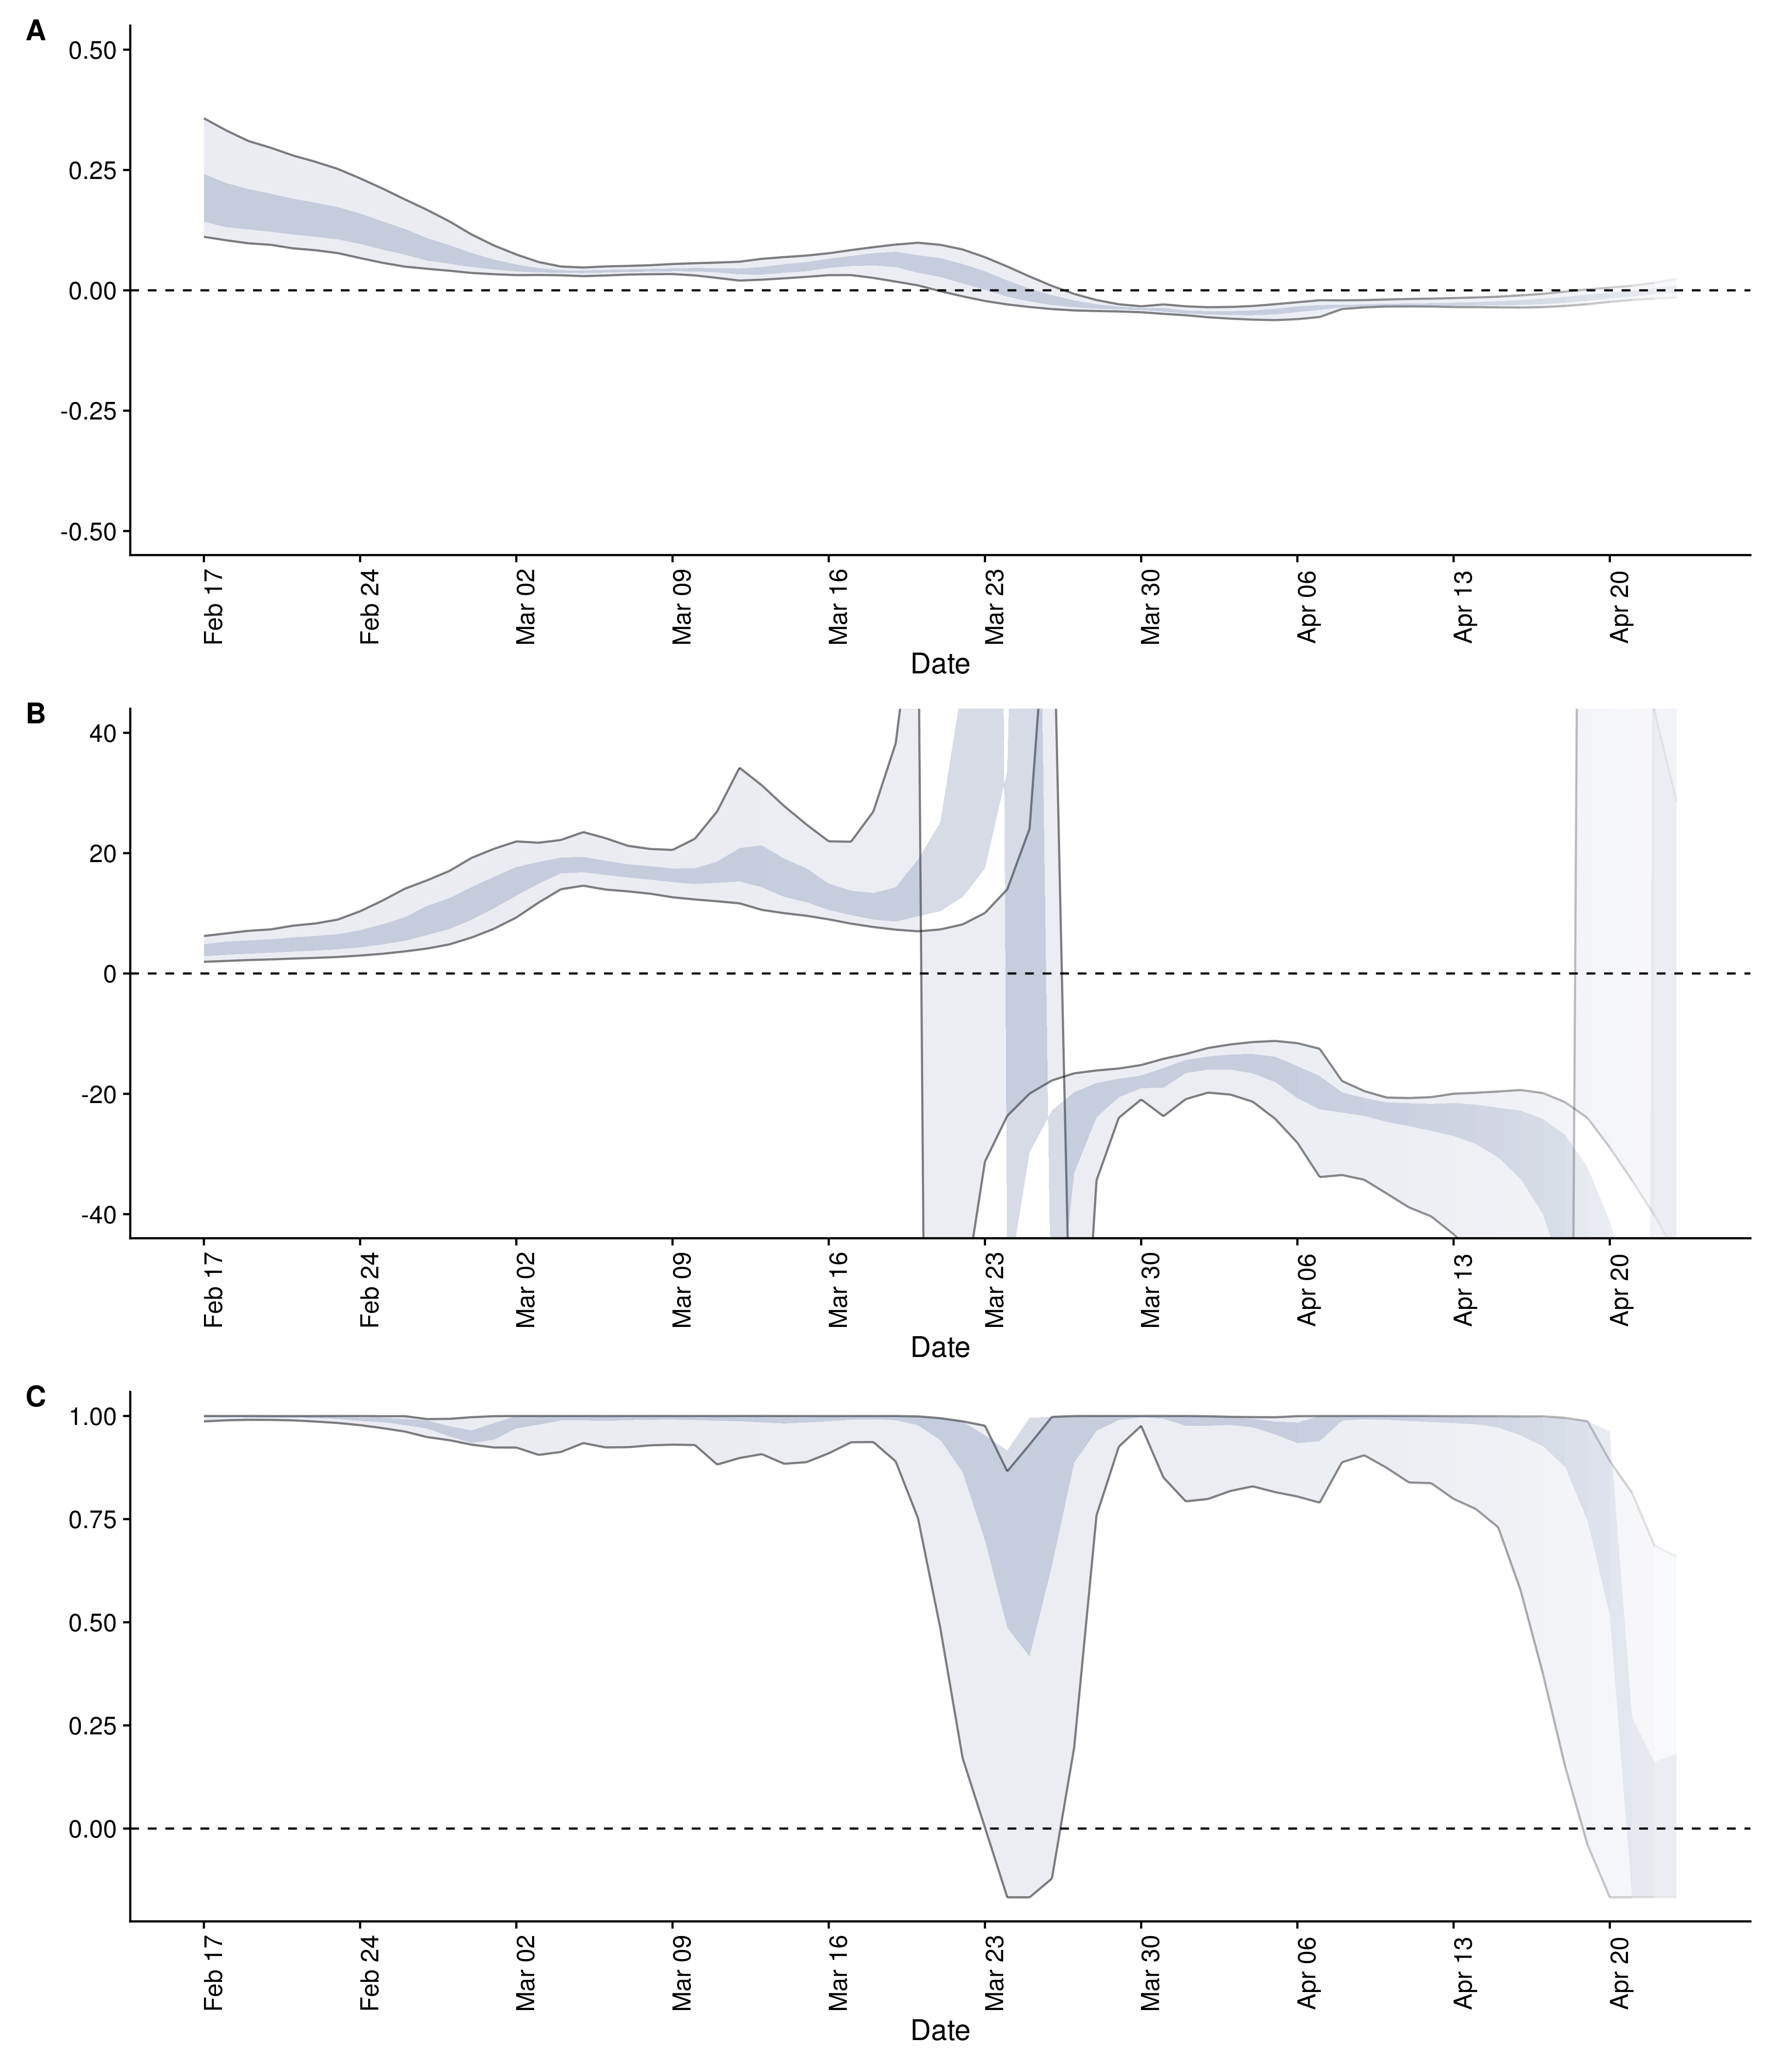 A
0.50
0.25
0.00
-0.25
-0.50
Feb 17
Feb 24
Mar 02
Mar 09
Mar 16
Mar 23
Mar 30
Apr 06
Apr 13
Apr 20
Date
B
40
20
0
-20
-40
Feb 17
Feb 24
Mar 02
Mar 09
Mar 16
Mar 23
Mar 30
Apr 06
Apr 13
Apr 20
Date
C
1.00
0.75
0.50
0.25
0.00
Feb 17
Feb 24
Mar 02
Mar 09
Mar 16
Mar 23
Mar 30
Apr 06
Apr 13
Apr 20
Date